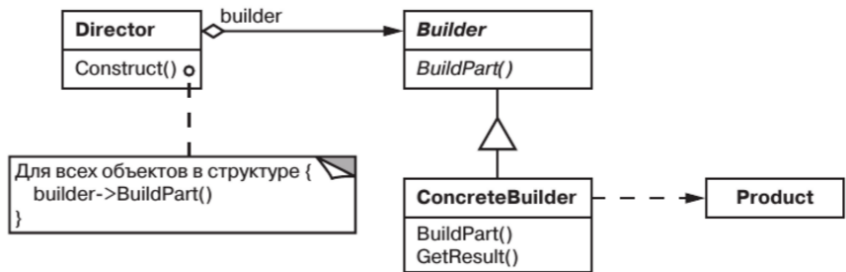 builder
Director
Construct()
Builder
BuildPart()
Для всех объектов в структуре {
builder->BuildPart()
}
ConcreteBuilder
BuildPart()
GetResult()
Product